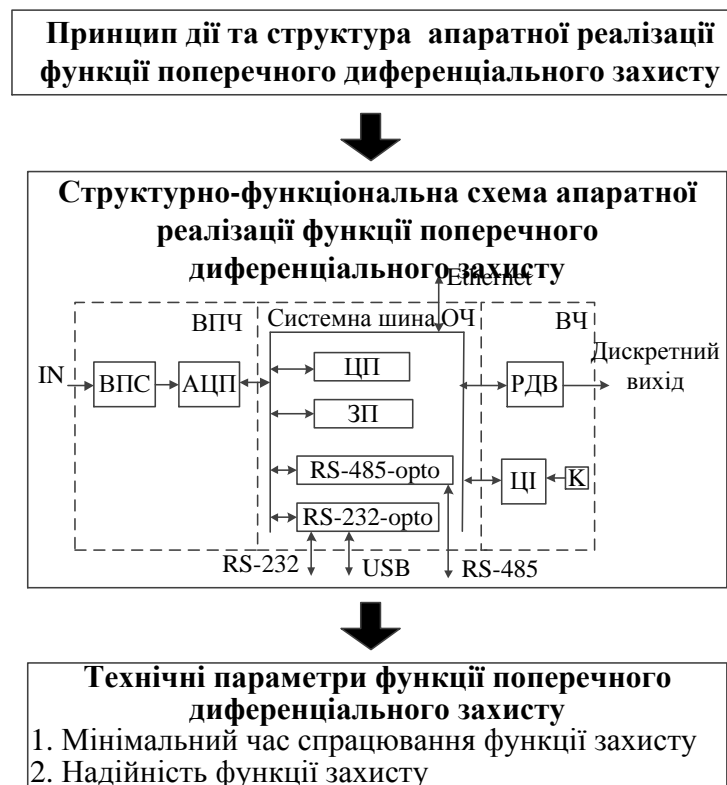 Принцип дії та структура апаратної реалізації
функції поперечного диференціального захисту
Структурно-функціональна схема апаратної
реалізації функції поперечного
диференціального захисту
Ethernet
ВПЧ
Системна шина ОЧ
ВЧ
Дискретний
вихід
IN
ВПС
АЦП
ЦП
РДВ
ЗП
RS-485-opto
ЦІ
К
RS-232-opto
RS-232
USB
RS-485
Технічні параметри функції поперечного
диференціального захисту
1. Мінімальний час спрацювання функції захисту
2. Надійність функції захисту